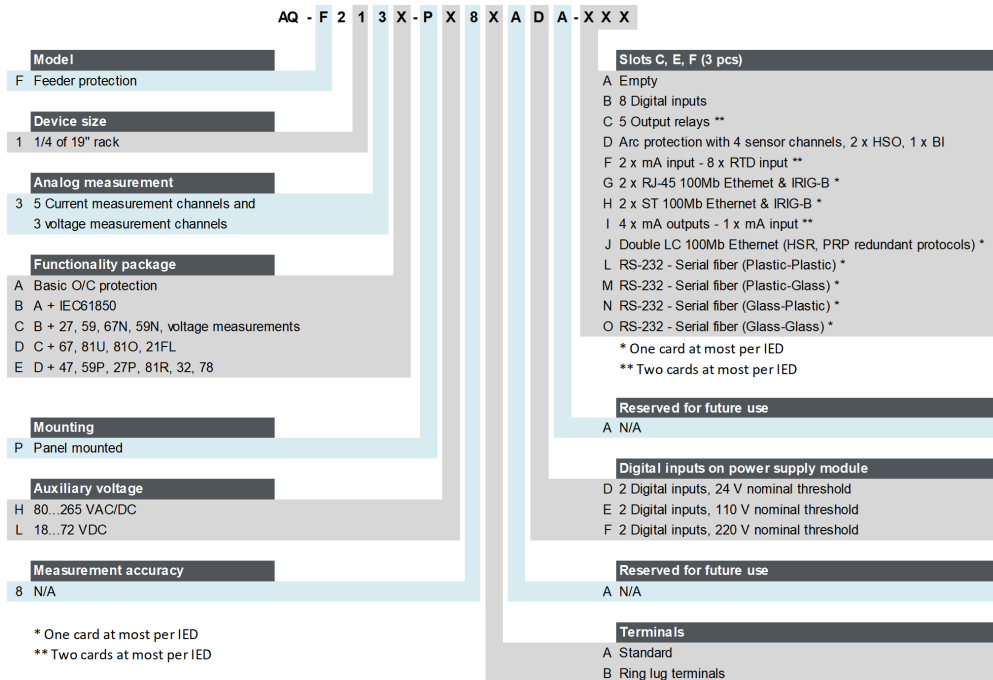 AQ - F 2 1 3 X - P X 8 X A D A - X X X
Model
F Feeder protection
Device size
1 1/4 of 19" rack
Analog measurement
3 5 Current measurement channels and
3 voltage measurement channels
Functionality package
A Basic O/C protection
B A + IEC61850
C B + 27, 59, 67N, 59N, voltage measurements
D C + 67, 81U, 81O, 21FL
E D + 47, 59P, 27P, 81R, 32, 78
Mounting
P Panel mounted
Auxiliary voltage
H 80...265 VAC/DC
L 18...72 VDC
Measurement accuracy
8 N/A
* One card at most per IED
** Two cards at most per IED
Slots C, E, F (3 pcs)
A Empty
B 8 Digital inputs
C 5 Output relays **
D Arc protection with 4 sensor channels, 2 x HSO, 1 x BI
F 2 x mA input - 8 x RTD input **
G 2 x RJ-45 100Mb Ethernet & IRIG-B *
H 2 x ST 100Mb Ethernet & IRIG-B *
I 4 x mA outputs - 1 x mA input **
J Double LC 100Mb Ethernet (HSR, PRP redundant protocols) *
L RS-232 - Serial fiber (Plastic-Plastic) *
M RS-232 - Serial fiber (Plastic-Glass) *
N RS-232 - Serial fiber (Glass-Plastic) *
O RS-232 - Serial fiber (Glass-Glass) *
* One card at most per IED
** Two cards at most per IED
Reserved for future use
A N/A
Digital inputs on power supply module
D 2 Digital inputs, 24 V nominal threshold
E 2 Digital inputs, 110 V nominal threshold
F 2 Digital inputs, 220 V nominal threshold
Reserved for future use
A N/A
Terminals
A Standard
B Ring lug terminals